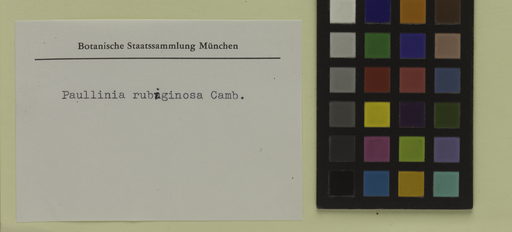 Botanische Staatssammlung München
Paullinia rubiginosa Camb.